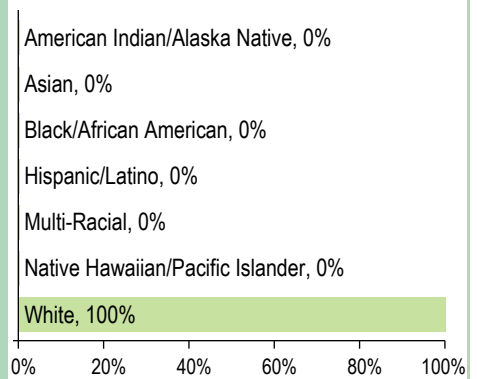 American Indian/Alaska Native, 0%
Asian, 0%
Black/African American, 0%
Hispanic/Latino, 0%
Multi-Racial, 0%
Native Hawaiian/Pacific Islander, 0%
White, 100%
0% 20% 40% 60% 80% 100%